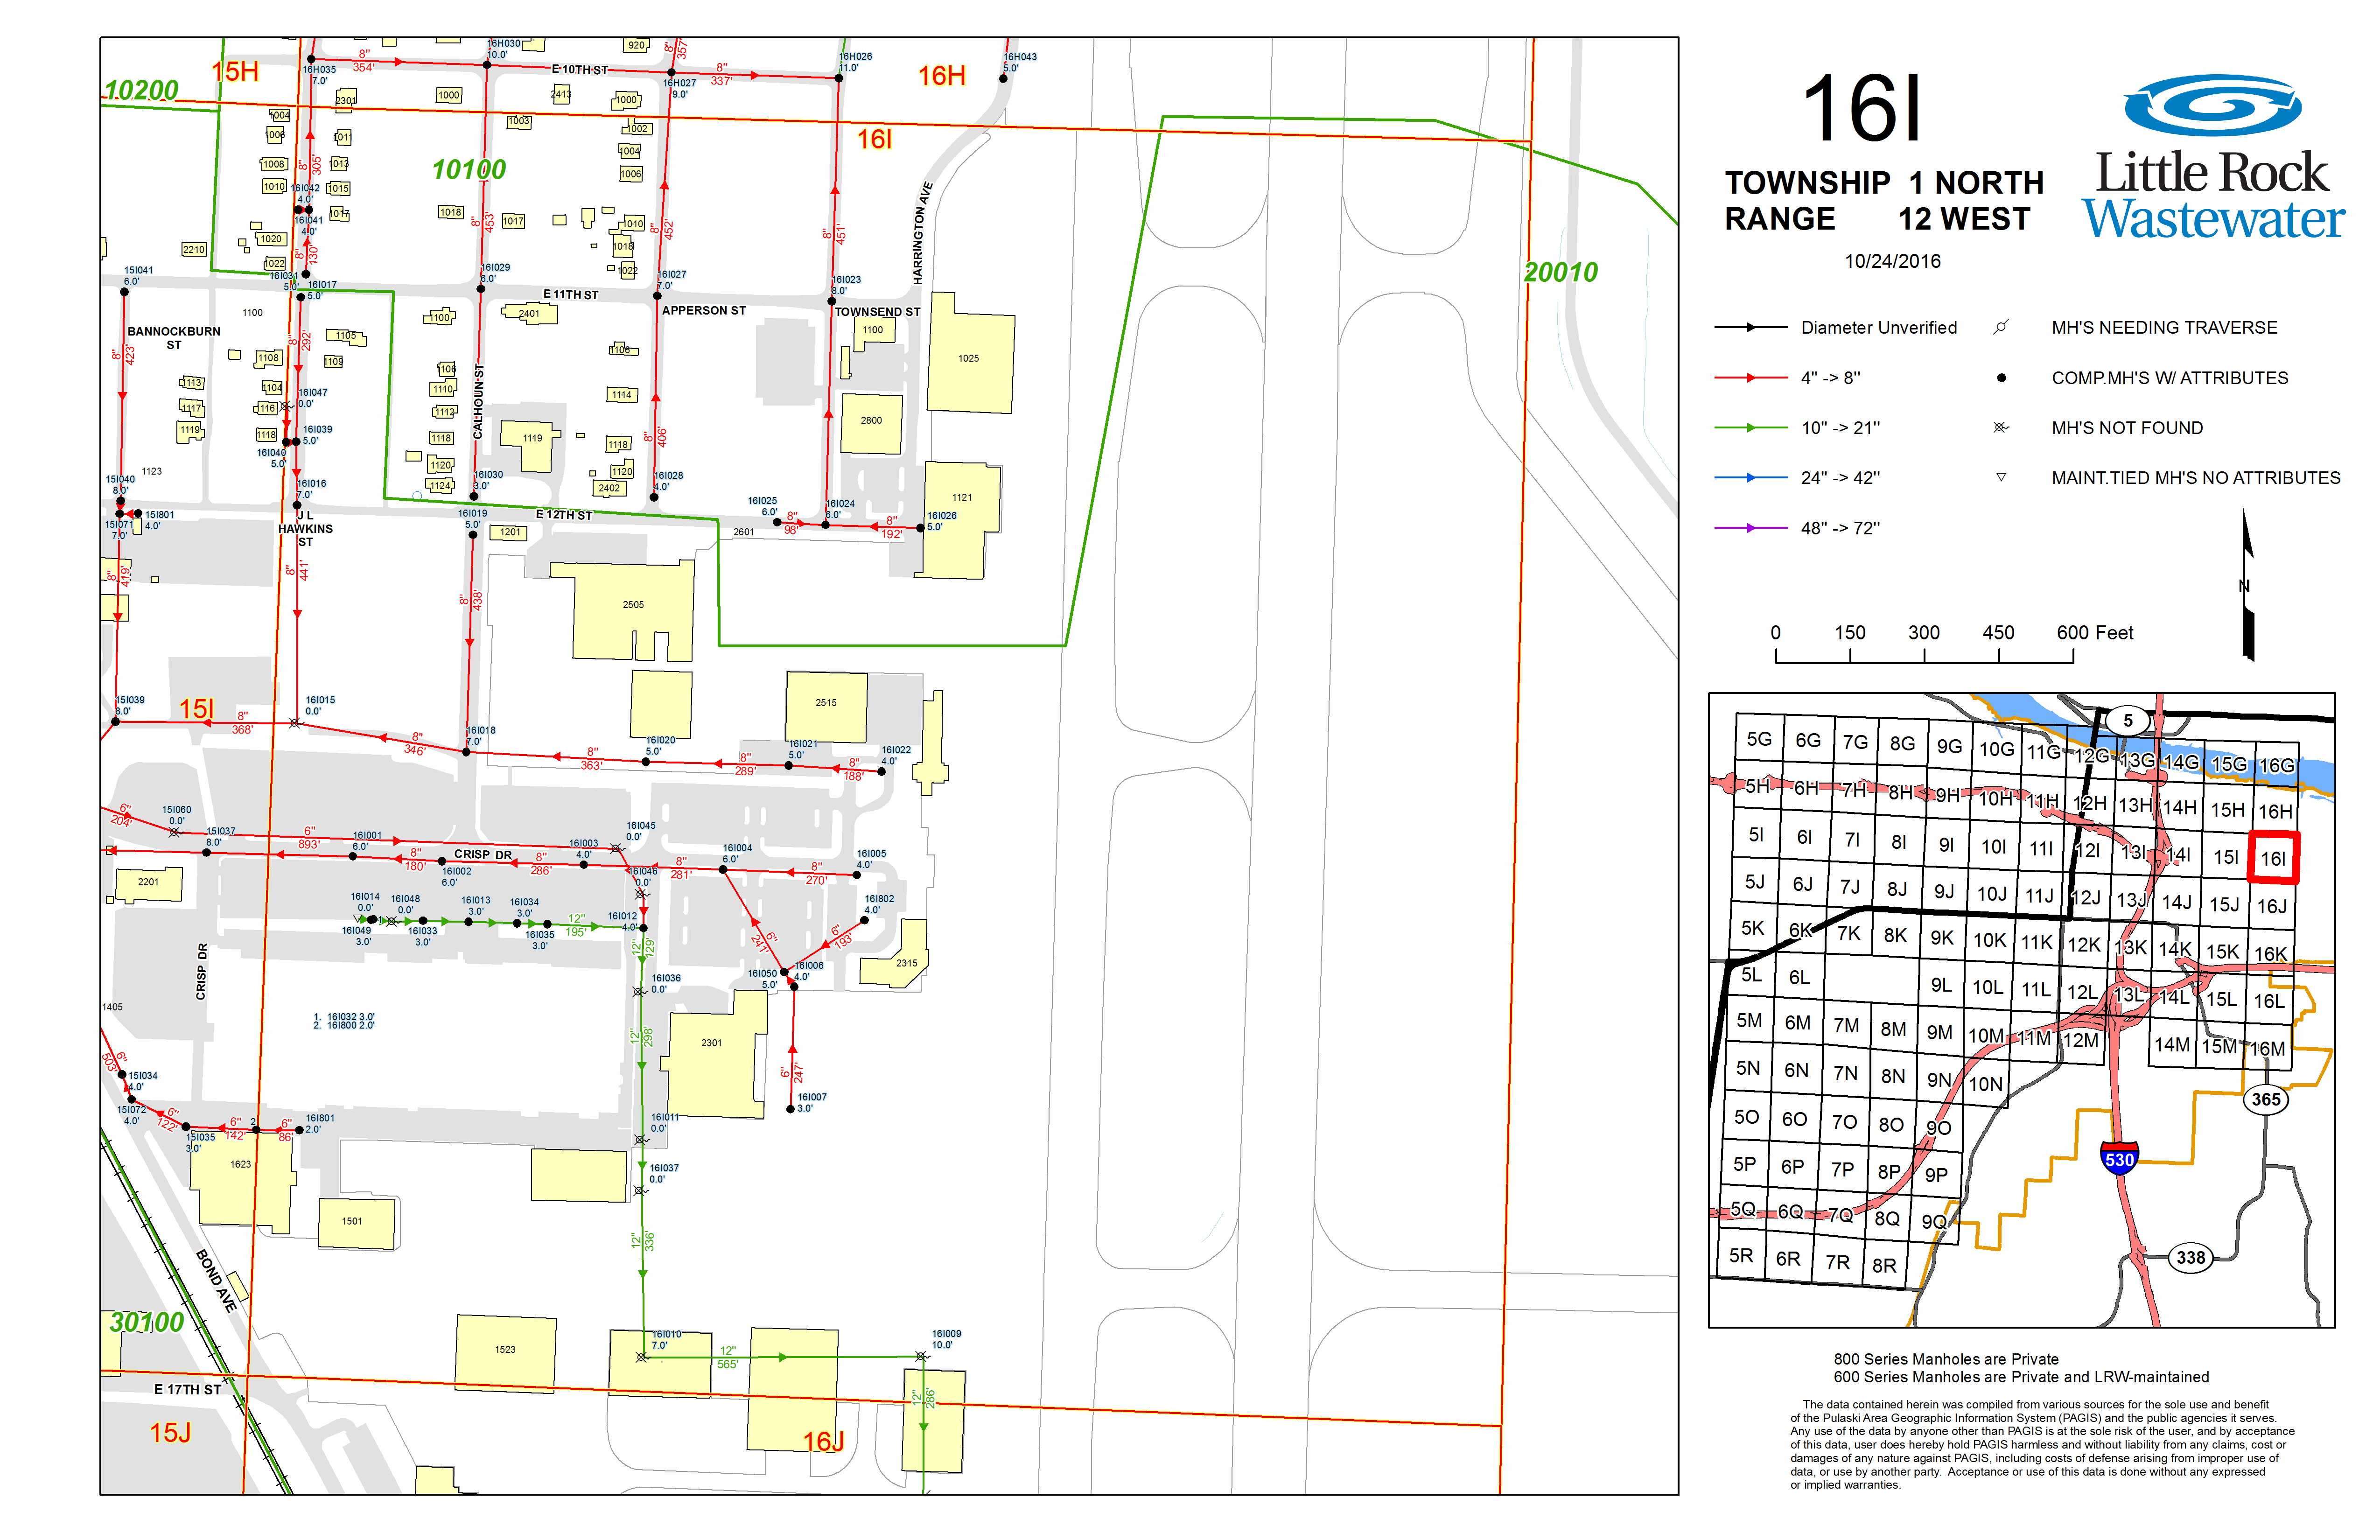 16I
TOWNSHIP 1 NORTH
RANGE 12 WEST
10/24/2016
Little Rock
Wastewater
Diameter Unverified
4" -> 8"
10" -> 21"
24" -> 42"
48" -> 72"
MH'S NEEDING TRAVERSE
COMP.MH'S W/ ATTRIBUTES
MH'S NOT FOUND
MAINT.TIED MH'S NO ATTRIBUTES
N
0 150 300 450 600 Feet
15H
16H
16I
15I
15J
16J
10200
10100
20010
30100
E 10TH ST
E 11TH ST
E 12TH ST
E 17TH ST
BANNOCKBURN
ST
J L
HAWKINS
ST
CALHOUN ST
APPERSON ST
TOWNSEND ST
HARRINGTON AVE
CRISP DR
CRISP DR
BOND AVE
16H035
7.0'
16H030
10.0'
16H027
9.0'
16H026
11.0'
16H043
5.0'
8"
354'
8"
337'
8"
357'
8"
305'
8"
130'
8"
453'
8"
452'
8"
451'
920
2301
1000
2413
1000
1004
1006
1011
1003
1002
1004
1008
1013
1006
1010
1015
1017
1018
1017
1010
1020
1018
2210
1022
1022
16I042
4.0'
16I041
4.0'
16I031
5.0'
16I017
5.0'
15I041
6.0'
16I029
6.0'
16I027
7.0'
16I023
8.0'
1100
1100
2401
1100
1105
1108
1109
1106
1106
1025
1113
1104
1110
1114
1117
116
1112
2800
1119
1118
1118
1119
1118
1120
1120
1124
2402
1121
1123
8"
423'
8"
292'
8"
406'
16I047
0.0'
16I039
5.0'
16I040
5.0'
16I016
7.0'
15I040
8.0'
15I071
7.0'
15I801
4.0'
16I030
3.0'
16I028
4.0'
16I019
5.0'
16I025
6.0'
16I024
6.0'
16I026
5.0'
8"
98'
8"
192'
1201
2601
2505
2515
8"
419'
8"
441'
8"
438'
15I039
8.0'
16I015
0.0'
16I018
7.0'
16I020
5.0'
16I021
5.0'
16I022
4.0'
8"
368'
8"
346'
8"
363'
8"
289'
8"
188'
6"
204'
15I060
0.0'
15I037
8.0'
6"
893'
16I001
6.0'
8"
180'
16I002
6.0'
8"
286'
16I003
4.0'
16I045
0.0'
16I046
0.0'
8"
281'
16I004
6.0'
8"
270'
16I005
4.0'
16I802
4.0'
6"
241'
6"
193'
16I006
4.0'
16I050
5.0'
6"
247'
16I007
3.0'
2201
2315
2301
16I014
0.0'
16I048
0.0'
16I049
3.0'
16I033
3.0'
16I013
3.0'
16I034
3.0'
16I035
3.0'
12"
195'
16I012
4.0'
12"
129'
16I036
0.0'
12"
298'
16I011
0.0'
16I037
0.0'
12"
336'
16I010
7.0'
12"
565'
16I009
10.0'
12"
286'
1405
1. 16I032 3.0'
2. 16I800 2.0'
6"
503'
15I034
4.0'
15I072
4.0'
6"
122'
15I035
3.0'
6"
142'
2
6"
86'
16I801
2.0'
1623
1501
1523
5G 6G 7G 8G 9G 10G 11G 12G 13G 14G 15G 16G
5H 6H 7H 8H 9H 10H 11H 12H 13H 14H 15H 16H
5I 6I 7I 8I 9I 10I 11I 12I 13I 14I 15I 16I
5J 6J 7J 8J 9J 10J 11J 12J 13J 14J 15J 16J
5K 6K 7K 8K 9K 10K 11K 12K 13K 14K 15K 16K
5L 6L 9L 10L 11L 12L 13L 14L 15L 16L
5M 6M 7M 8M 9M 10M 11M 12M 14M 15M 16M
5N 6N 7N 8N 9N 10N
5O 6O 7O 8O 9O
5P 6P 7P 8P 9P
5Q 6Q 7Q 8Q 9Q
5R 6R 7R 8R
5
365
530
338
800 Series Manholes are Private
600 Series Manholes are Private and LRW-maintained
The data contained herein was compiled from various sources for the sole use and benefit
of the Pulaski Area Geographic Information System (PAGIS) and the public agencies it serves.
Any use of the data by anyone other than PAGIS is at the sole risk of the user, and by acceptance
of this data, user does hereby hold PAGIS harmless and without liability from any claims, cost or
damages of any nature against PAGIS, including costs of defense arising from improper use of
data, or use by another party. Acceptance or use of this data is done without any expressed
or implied warranties.